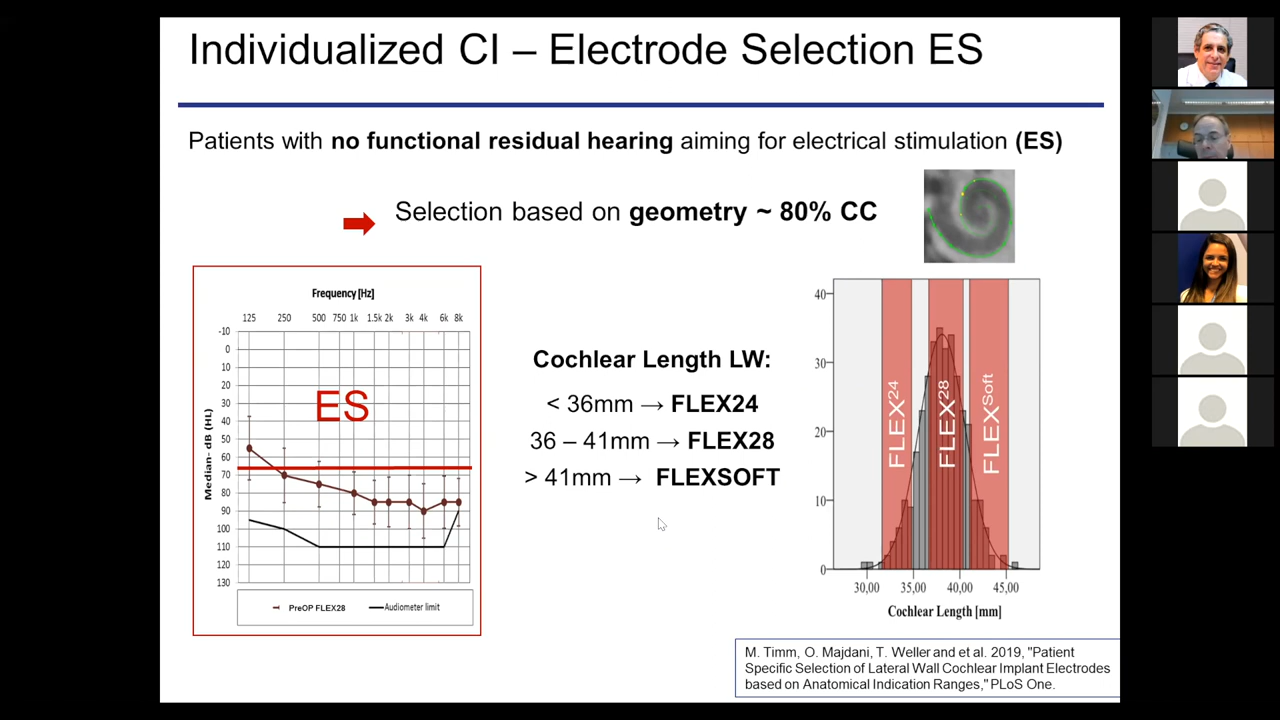 Individualized CI – Electrode Selection ES
Patients with no functional residual hearing aiming for electrical stimulation (ES)
Selection based on geometry ~ 80% CC
Frequency [Hz]
125 250 500 750 1k 1.5k 2k 3k 4k 6k 8k
-10
0
10
20
30
40
50
60
70
80
90
100
110
120
130
Median- dB (HL)
ES
PreOP FLEX28
Audiometer limit
Cochlear Length LW:
< 36mm → FLEX24
36 – 41mm → FLEX28
> 41mm → FLEXSOFT
40
30
20
10
0
FLEX24
FLEX28
FLEXSoft
30,00 35,00 40,00 45,00
Cochlear Length [mm]
M. Timm, O. Majdani, T. Weller and et al. 2019, "Patient
Specific Selection of Lateral Wall Cochlear Implant Electrodes
based on Anatomical Indication Ranges," PLoS One.